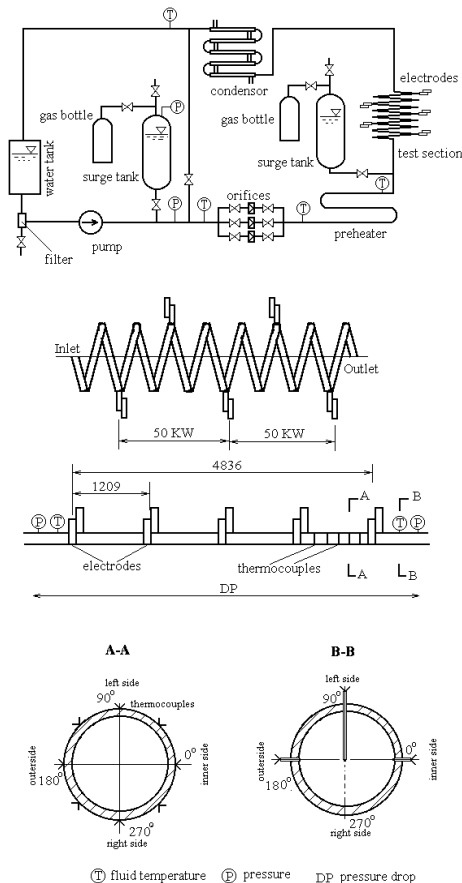 T
condensor
electrodes
gas bottle
P
gas bottle
water tank
surge tank
surge tank
test section
T
orifices
P
T
T
pump
preheater
filter
Inlet
Outlet
50 KW
50 KW
4836
1209
A
B
P
T
T
P
electrodes
thermocouples
A
B
DP
A-A
B-B
left side
90°
thermocouples
left side
90°
outerside
180°
0°
inner side
outerside
180°
0°
inner side
270°
right side
270°
right side
T fluid temperature P pressure DP pressure drop